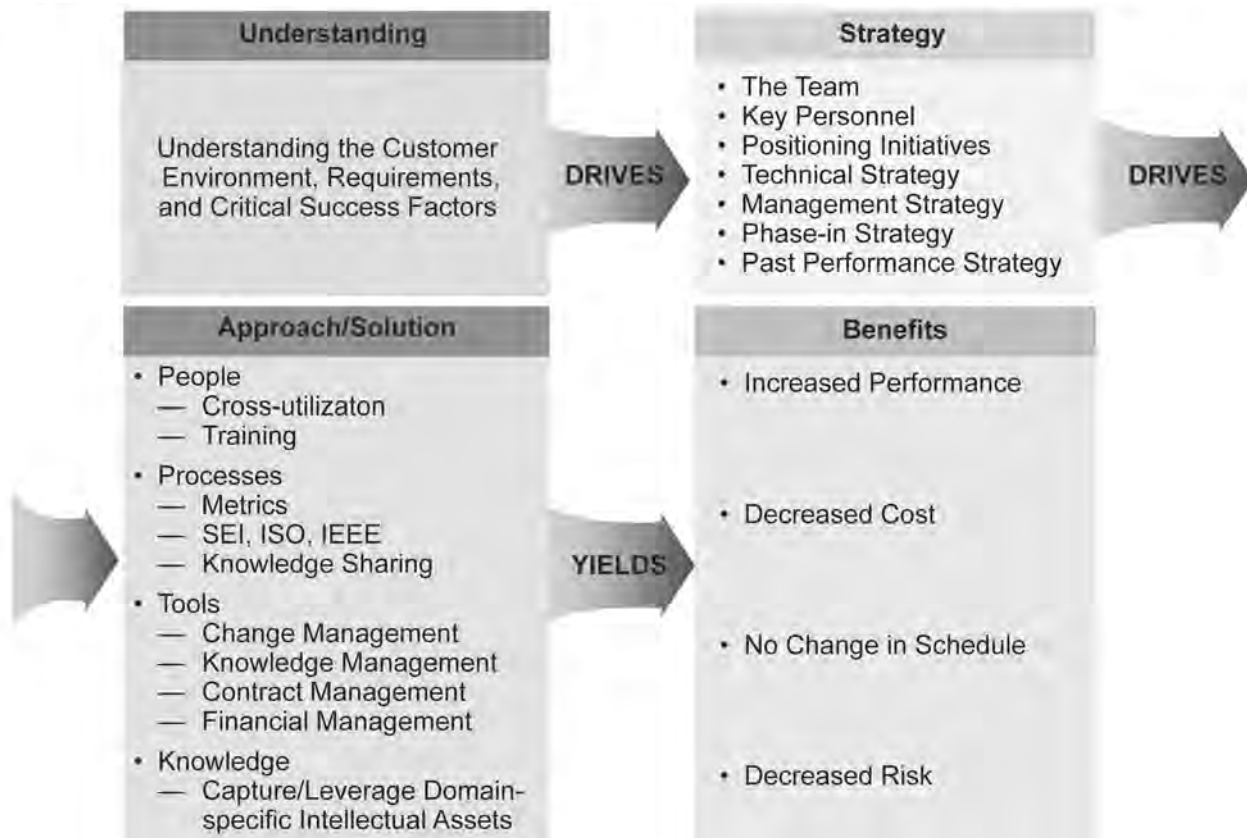 Understanding
Understanding the Customer
Environment, Requirements,
and Critical Success Factors
DRIVES
Strategy
• The Team
• Key Personnel
• Positioning Initiatives
• Technical Strategy
• Management Strategy
• Phase-in Strategy
• Past Performance Strategy
DRIVES
Approach/Solution
• People
— Cross-utilizaton
— Training
• Processes
— Metrics
— SEI, ISO, IEEE
— Knowledge Sharing
• Tools
— Change Management
— Knowledge Management
— Contract Management
— Financial Management
• Knowledge
— Capture/Leverage Domain-
specific Intellectual Assets
YIELDS
Benefits
• Increased Performance
• Decreased Cost
• No Change in Schedule
• Decreased Risk